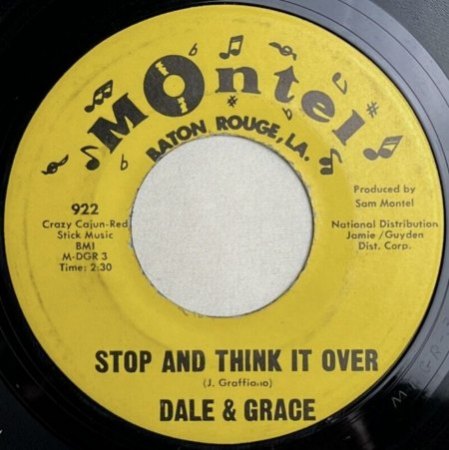 Montel
BATON ROUGE, LA.
922
Crazy Cajun-Red
Stick Music
BMI
M-DGR 3
Time: 2:30
Produced by
Sam Montel
National Distribution
Jamie/Guyden
Dist. Corp.
STOP AND THINK IT OVER
(J. Graffiano)
DALE & GRACE